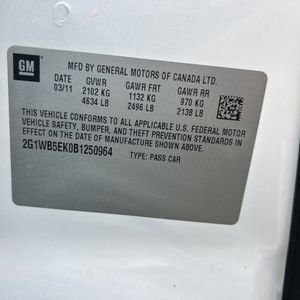 GM
MFD BY GENERAL MOTORS OF CANADA LTD.
DATE GVWR GAWR FRT GAWR RR
03/11 2102 KG 1132 KG 970 KG
4634 LB 2496 LB 2138 LB
THIS VEHICLE CONFORMS TO ALL APPLICABLE U.S. FEDERAL MOTOR
VEHICLE SAFETY, BUMPER, AND THEFT PREVENTION STANDARDS IN
EFFECT ON THE DATE OF MANUFACTURE SHOWN ABOVE.
2G1WB5EK0B1250964
TYPE: PASS CAR